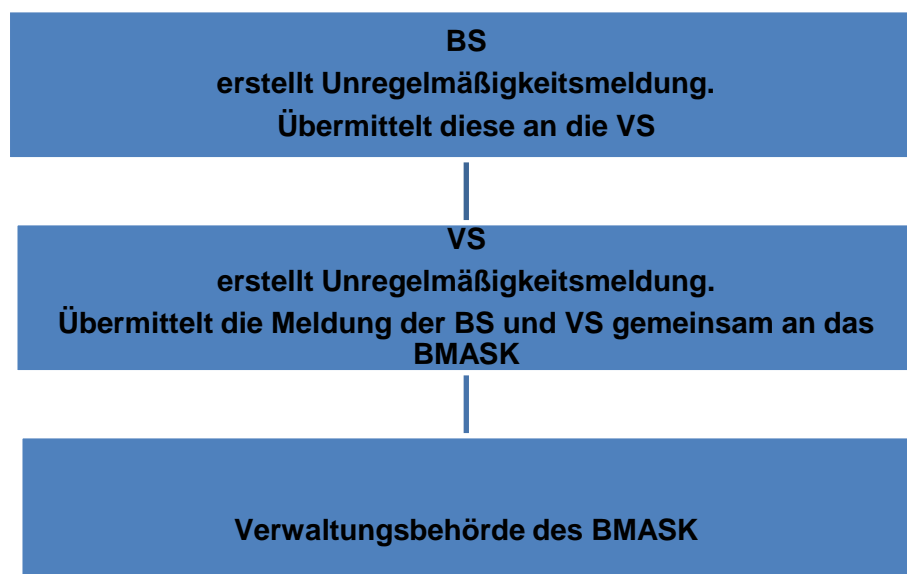 BS
erstellt Unregelmäßigkeitsmeldung.
Übermittelt diese an die VS
VS
erstellt Unregelmäßigkeitsmeldung.
Übermittelt die Meldung der BS und VS gemeinsam an das
BMASK
Verwaltungsbehörde des BMASK